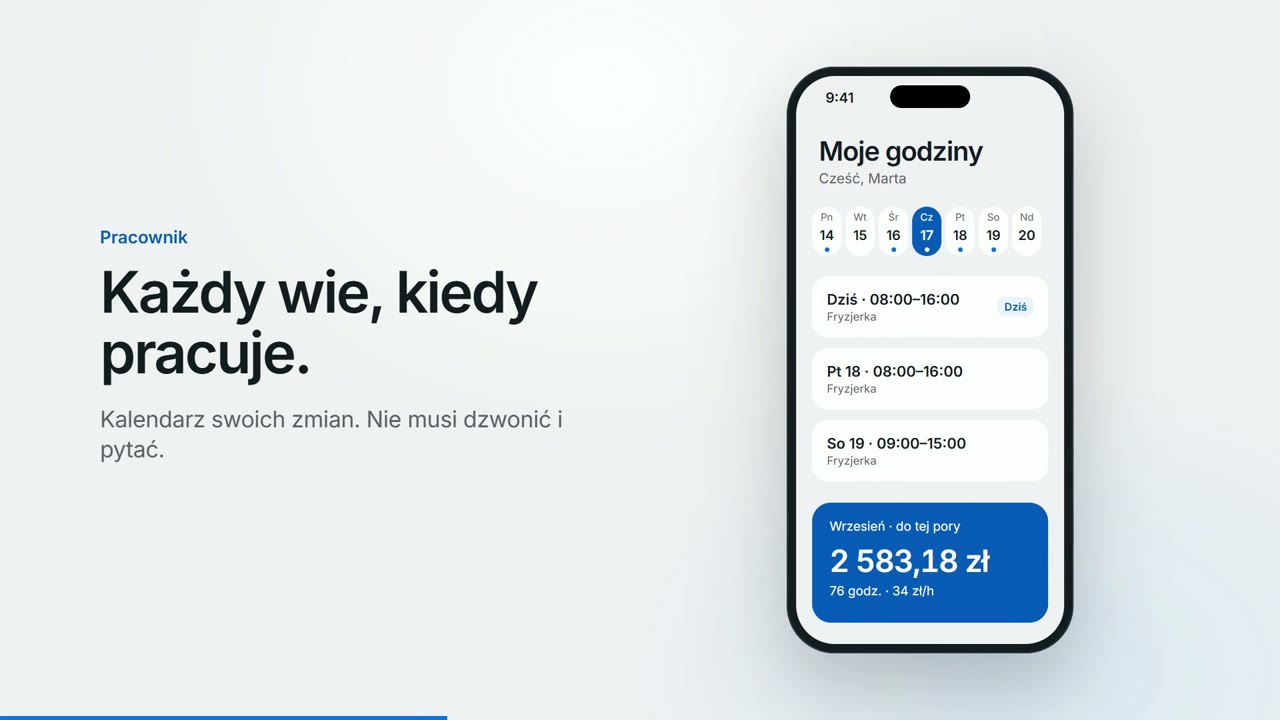 Pracownik
Każdy wie, kiedy
pracuje.
Kalendarz swoich zmian. Nie musi dzwonić i
pytać.
9:41
Moje godziny
Cześć, Marta
Pn Wt Śr Cz Pt So Nd
14 15 16 17 18 19 20
Dziś · 08:00–16:00
Fryzjerka
Dziś
Pt 18 · 08:00–16:00
Fryzjerka
So 19 · 09:00–15:00
Fryzjerka
Wrzesień · do tej pory
2 583,18 zł
76 godz. · 34 zł/h